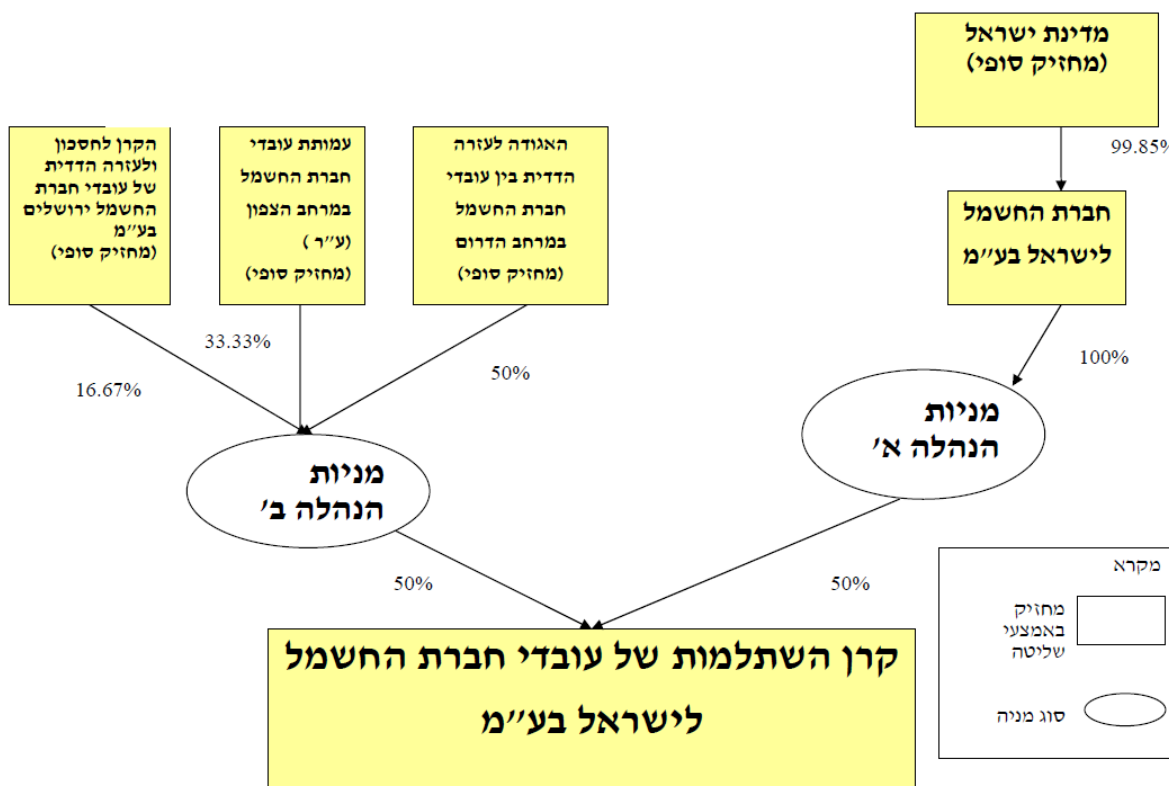 מדינת ישראל
(מחזיק סופי)
99.85%
חברת החשמל
לישראל בע"מ
100%
מניות
הנהלה א'
האגודה לעזרה
הדדית בין עובדי
חברת החשמל
במרחב הדרום
(מחזיק סופי)
עמותת עובדי
חברת החשמל
במרחב הצפון
(ע"ר )
(מחזיק סופי)
הקרן לחסכון
ולעזרה הדדית
של עובדי חברת
החשמל ירושלים
בע"מ
(מחזיק סופי)
50%
33.33%
16.67%
מניות
הנהלה ב'
50%
50%
קרן השתלמות של עובדי חברת החשמל
לישראל בע"מ
מקרא
מחזיק
באמצעי
שליטה
סוג מניה